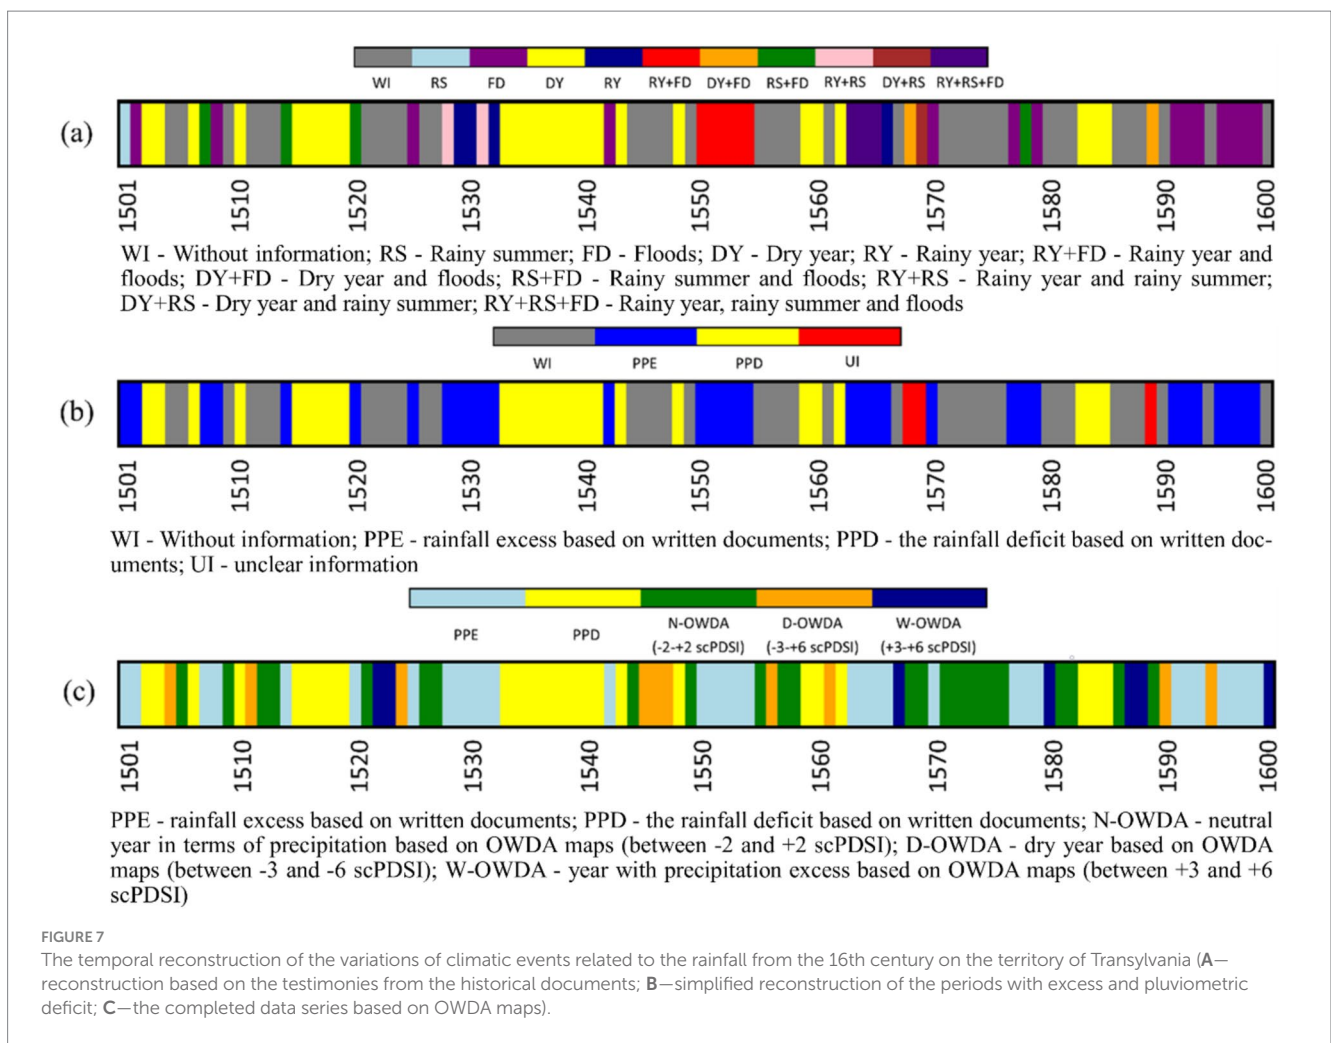 WI RS FD DY RY RY+FD DY+FD RS+FD RY+RS DY+RS RY+RS+FD
(a)
1501 1510 1520 1530 1540 1550 1560 1570 1580 1590 1600
WI - Without information; RS - Rainy summer; FD - Floods; DY - Dry year; RY - Rainy year; RY+FD - Rainy year and
floods; DY+FD - Dry year and floods; RS+FD - Rainy summer and floods; RY+RS - Rainy year and rainy summer;
DY+RS - Dry year and rainy summer; RY+RS+FD - Rainy year, rainy summer and floods
WI PPE PPD UI
(b)
1501 1510 1520 1530 1540 1550 1560 1570 1580 1590 1600
WI - Without information; PPE - rainfall excess based on written documents; PPD - the rainfall deficit based on written doc-
uments; UI - unclear information
PPE PPD N-OWDA D-OWDA W-OWDA
(-2-+2 scPDSI) (-3-+6 scPDSI) (+3-+6 scPDSI)
(c)
1501 1510 1520 1530 1540 1550 1560 1570 1580 1590 1600
PPE - rainfall excess based on written documents; PPD - the rainfall deficit based on written documents; N-OWDA - neutral
year in terms of precipitation based on OWDA maps (between -2 and +2 scPDSI); D-OWDA - dry year based on OWDA
maps (between -3 and -6 scPDSI); W-OWDA - year with precipitation excess based on OWDA maps (between +3 and +6
scPDSI)
FIGURE 7
The temporal reconstruction of the variations of climatic events related to the rainfall from the 16th century on the territory of Transylvania (A—
reconstruction based on the testimonies from the historical documents; B—simplified reconstruction of the periods with excess and pluviometric
deficit; C—the completed data series based on OWDA maps).